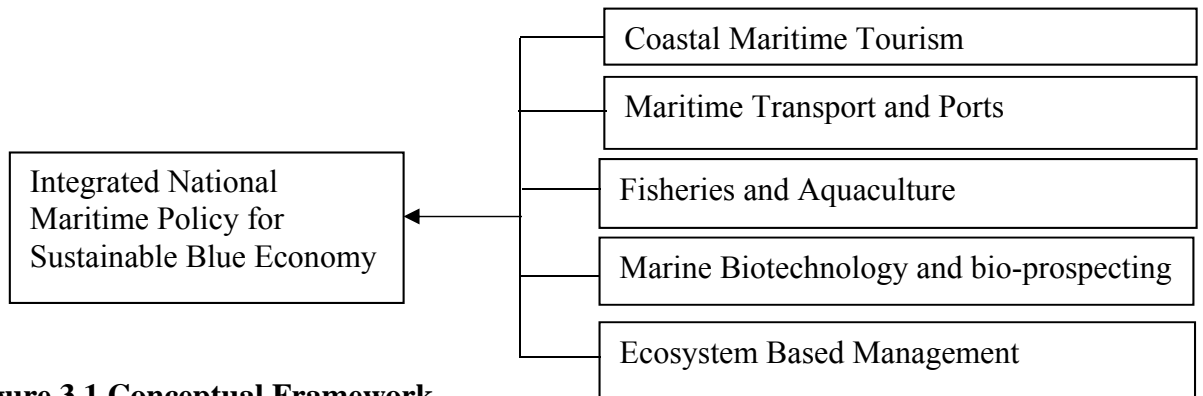 Coastal Maritime Tourism
Maritime Transport and Ports
Integrated National
Maritime Policy for
Sustainable Blue Economy
Fisheries and Aquaculture
Marine Biotechnology and bio-prospecting
Ecosystem Based Management
ure 3.1 Conceptual Framework